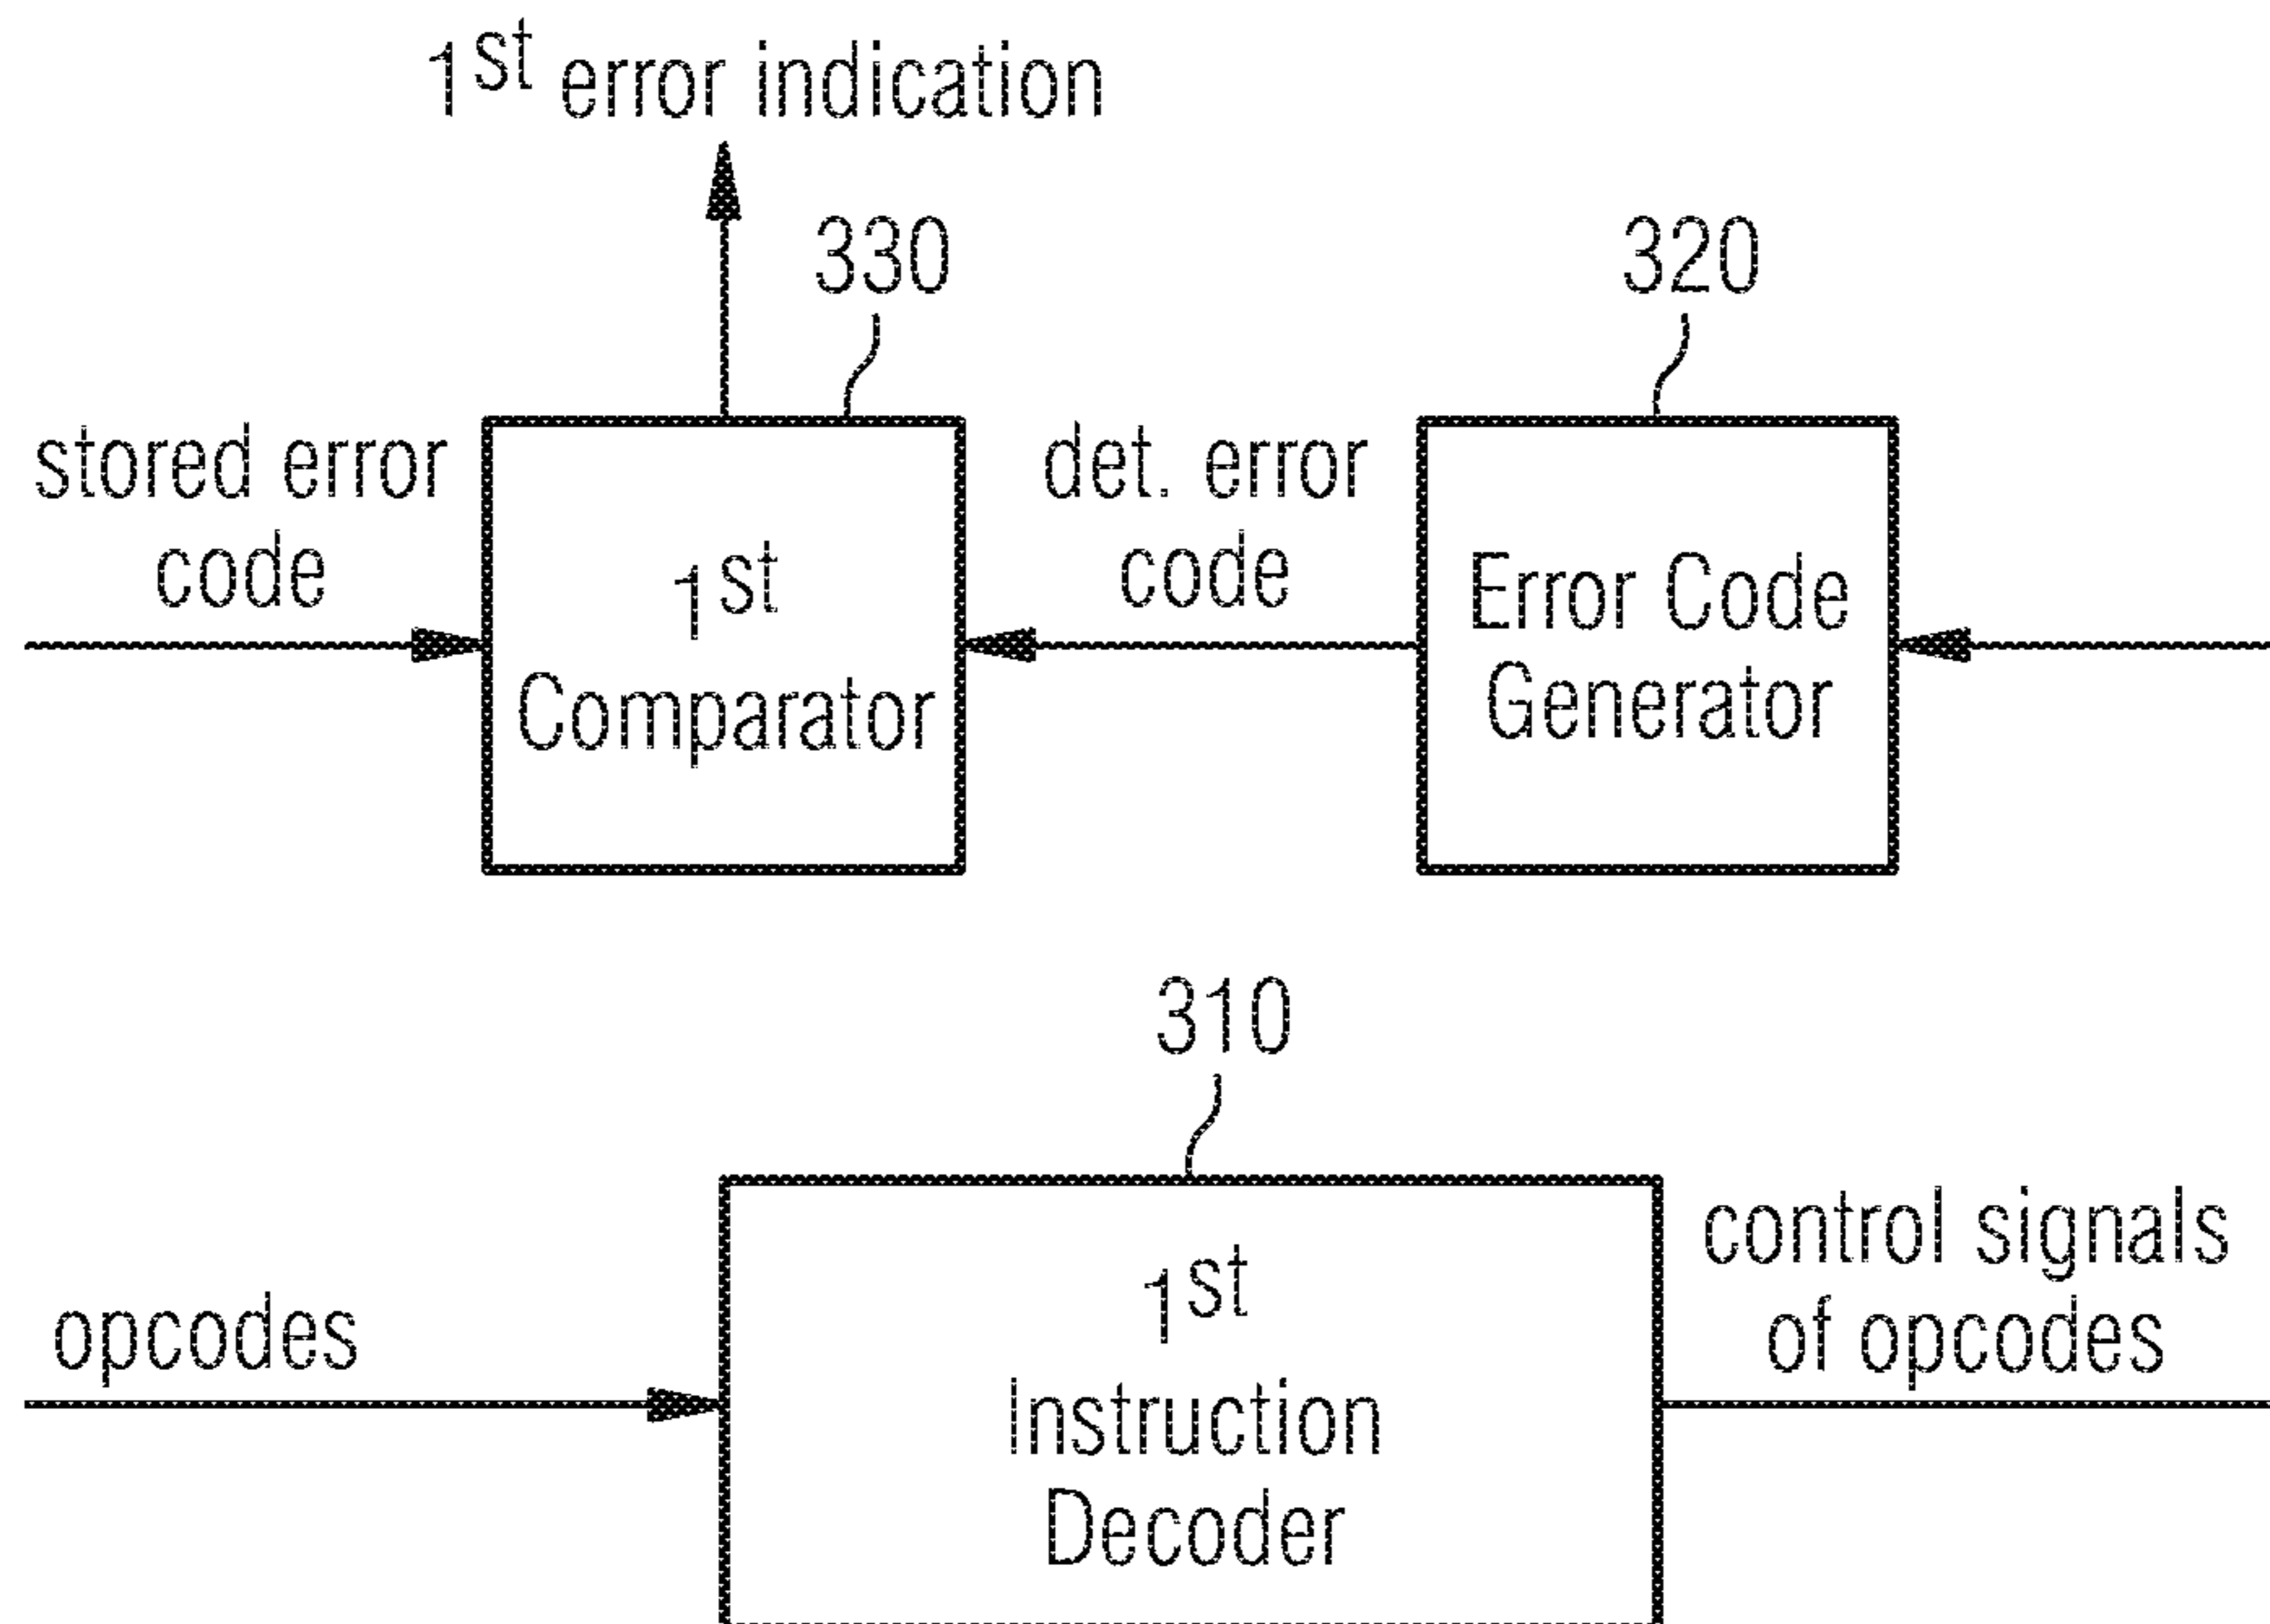 1st error indication
330
320
stored error
code
det. error
code
1st
Comparator
Error Code
Generator
310
opcodes
1st
Instruction
Decoder
control signals
of opcodes